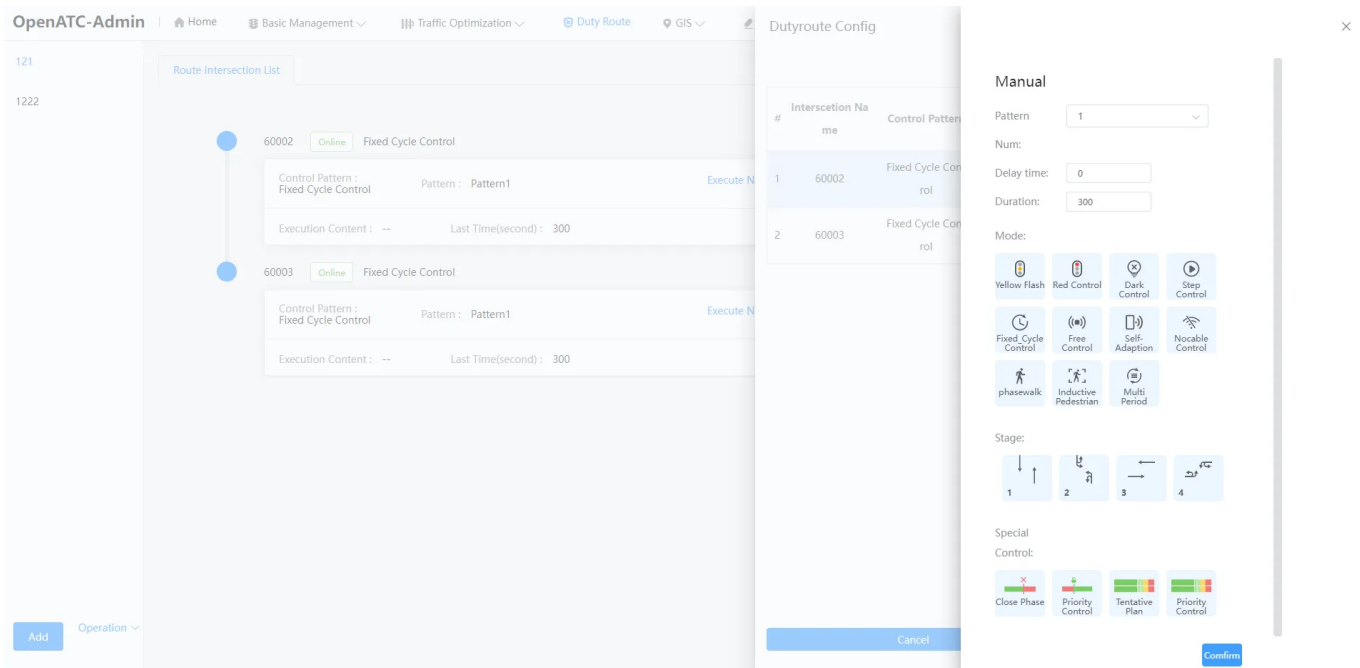 OpenATC-Admin
Home
Basic Management
Traffic Optimization
Duty Route
GIS
121
1222
Add
Operation
Route Intersection List
60002 Online Fixed Cycle Control
Control Pattern :
Fixed Cycle Control
Pattern : Pattern1
Execute N
Execution Content : --
Last Time(second) : 300
60003 Online Fixed Cycle Control
Control Pattern :
Fixed Cycle Control
Pattern : Pattern1
Execute N
Execution Content : --
Last Time(second) : 300
Dutyroute Config
#
Interscetion Na
me
Control Pattern
1
60002
Fixed Cycle Con
rol
2
60003
Fixed Cycle Con
rol
Cancel
Manual
Pattern
Num:
1
Delay time: 0
Duration: 300
Mode:
Yellow Flash
Red Control
Dark
Control
Step
Control
Fixed_Cycle
Control
Free
Control
Self-
Adaption
Nocable
Control
phasewalk
Inductive
Pedestrian
Multi
Period
Stage:
1
2
3
4
Special
Control:
Close Phase
Priority
Control
Tentative
Plan
Priority
Control
Comfirm